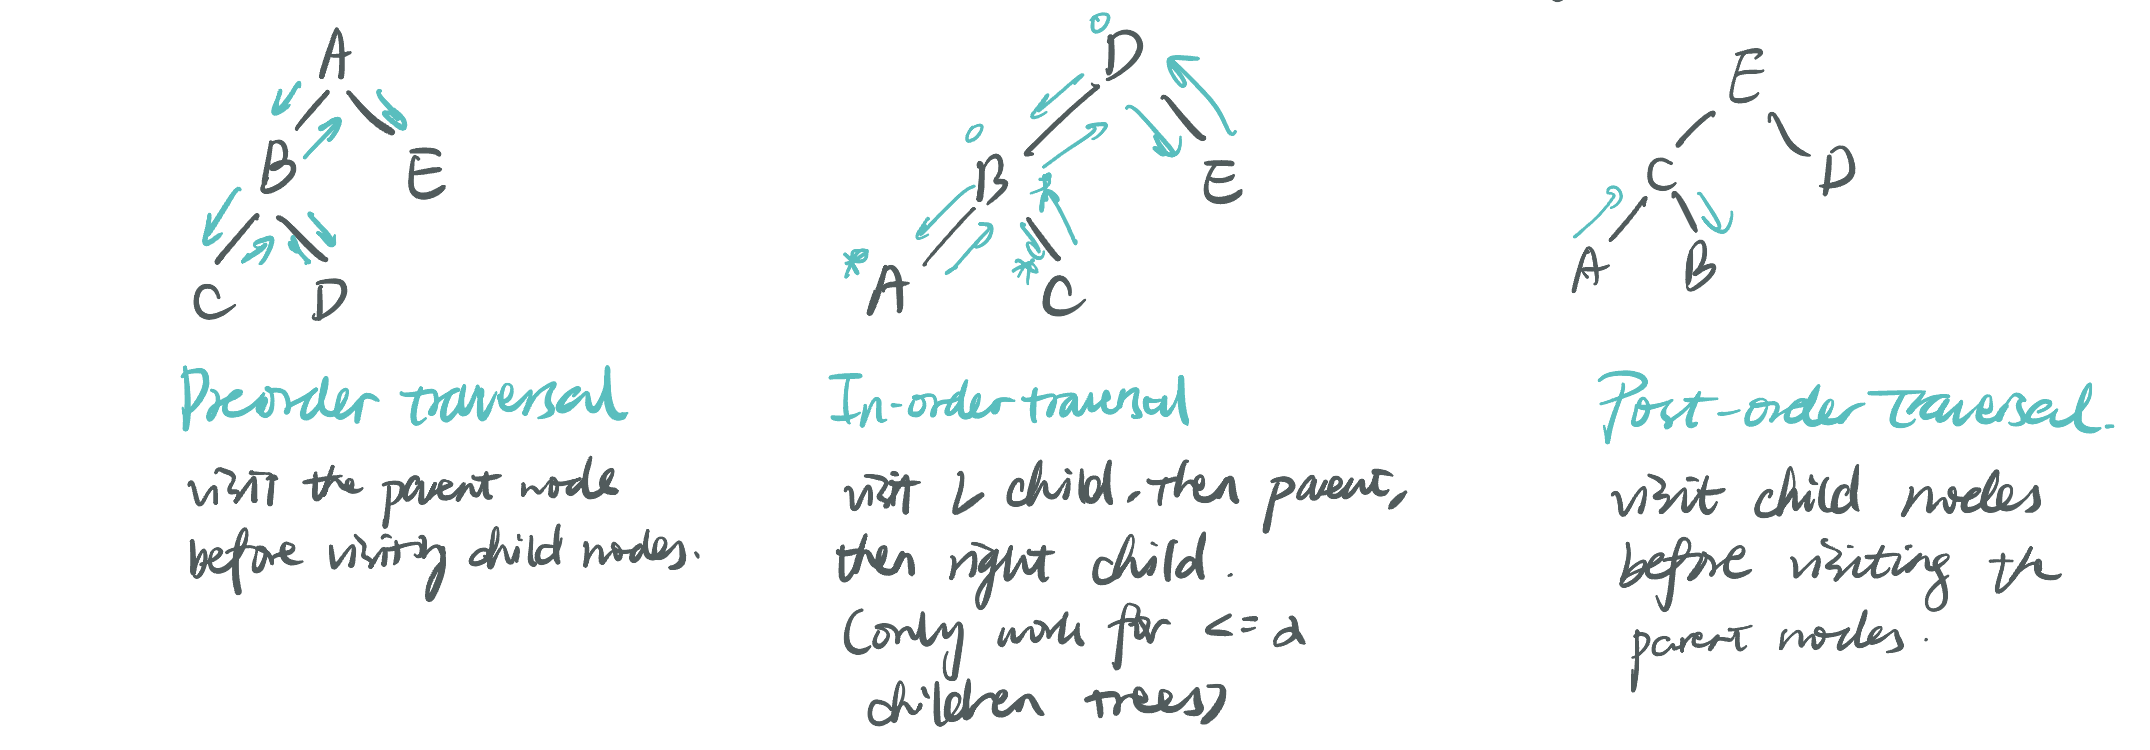 A
B
E
C
D
Preorder traversal
visit the parent node
before visiting child nodes.
D
B
E
A
C
In-order traversal
visit L child, then parent,
then right child.
(only work for <= 2
children trees)
E
C
D
A
B
Post-order traversal.
visit child nodes
before visiting the
parent nodes.